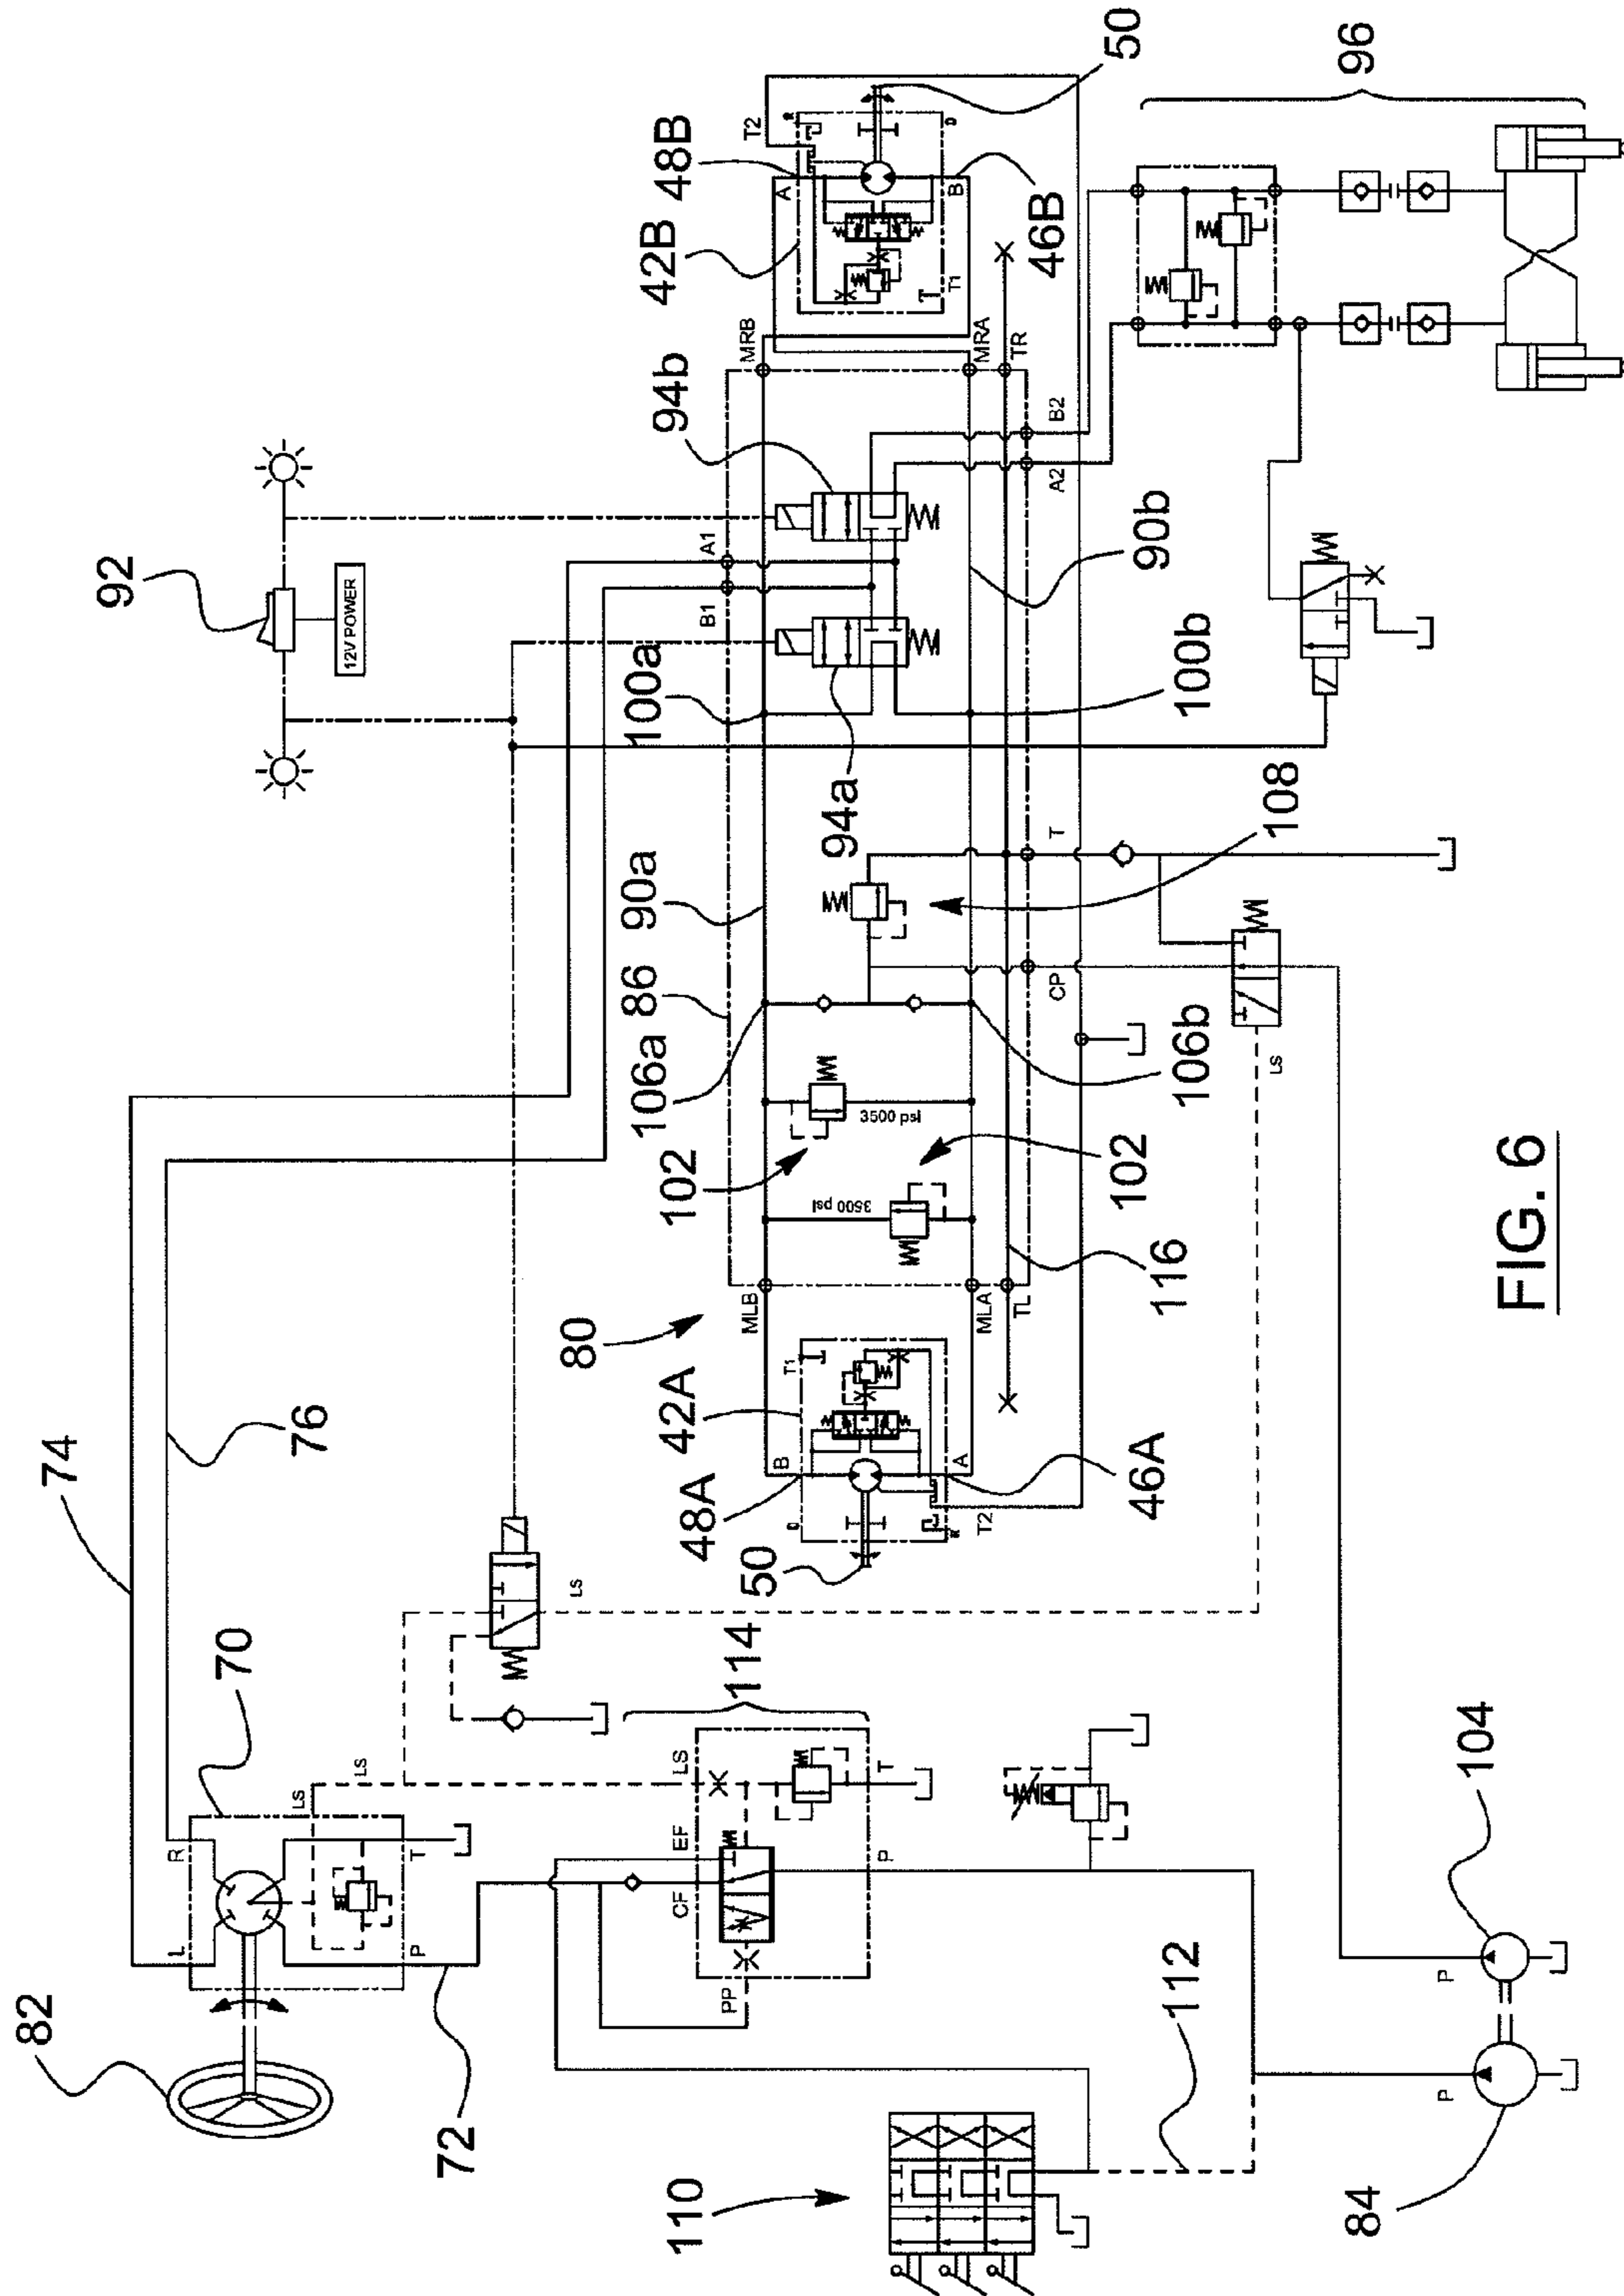 82
74
76
70
72
L
R
P
T
LS
LS
LS
114
CF
EF
LS
PP
P
T
110
112
84
104
P
P
92
12V POWER
80
86
90a
90b
94a
94b
100a
100b
102
102
3500 psi
3500 psi
106a
106b
108
116
B1
A1
A2
B2
MLB
MLA
TL
MRB
MRA
TR
CP
T
LS
42A
48A
46A
50
B
A
T1
T2
42B
48B
46B
50
A
B
T1
T2
96
FIG. 6